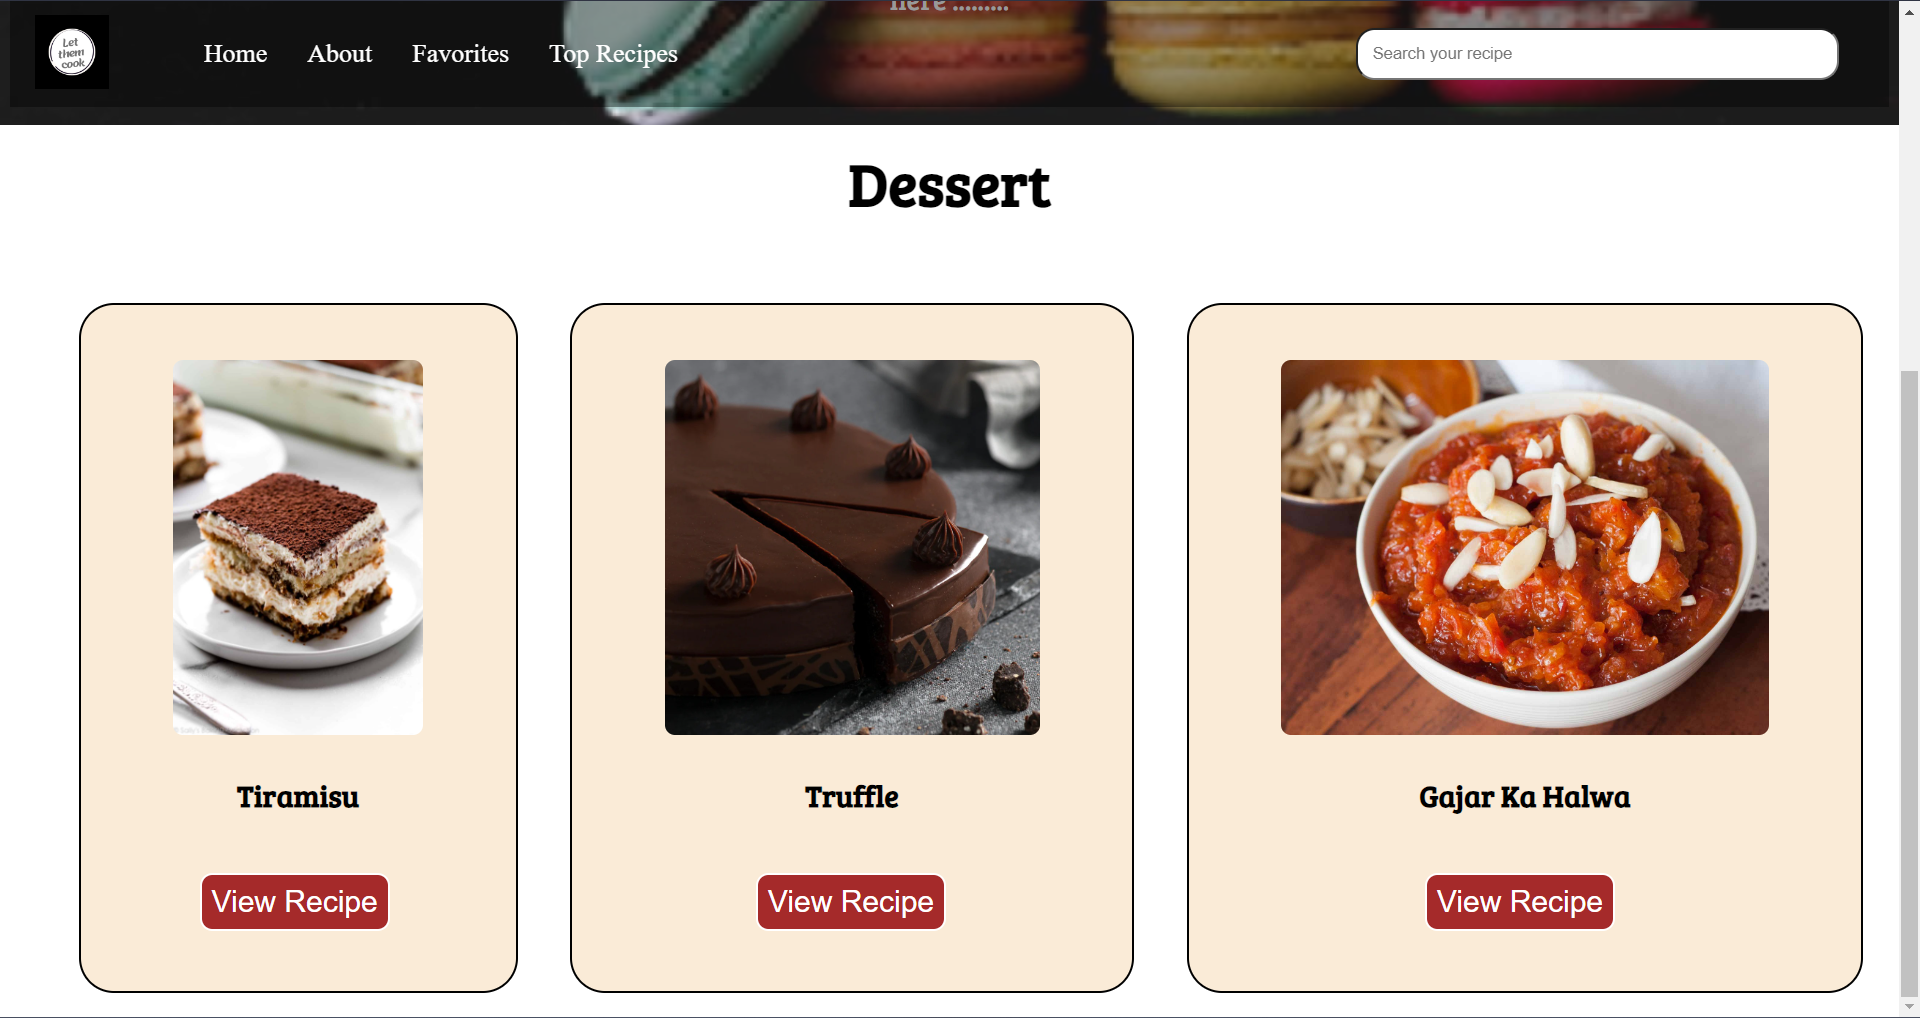 here .........
Let
them
cook
Home About Favorites Top Recipes
Search your recipe
Dessert
Tiramisu
Truffle
Gajar Ka Halwa
View Recipe
View Recipe
View Recipe